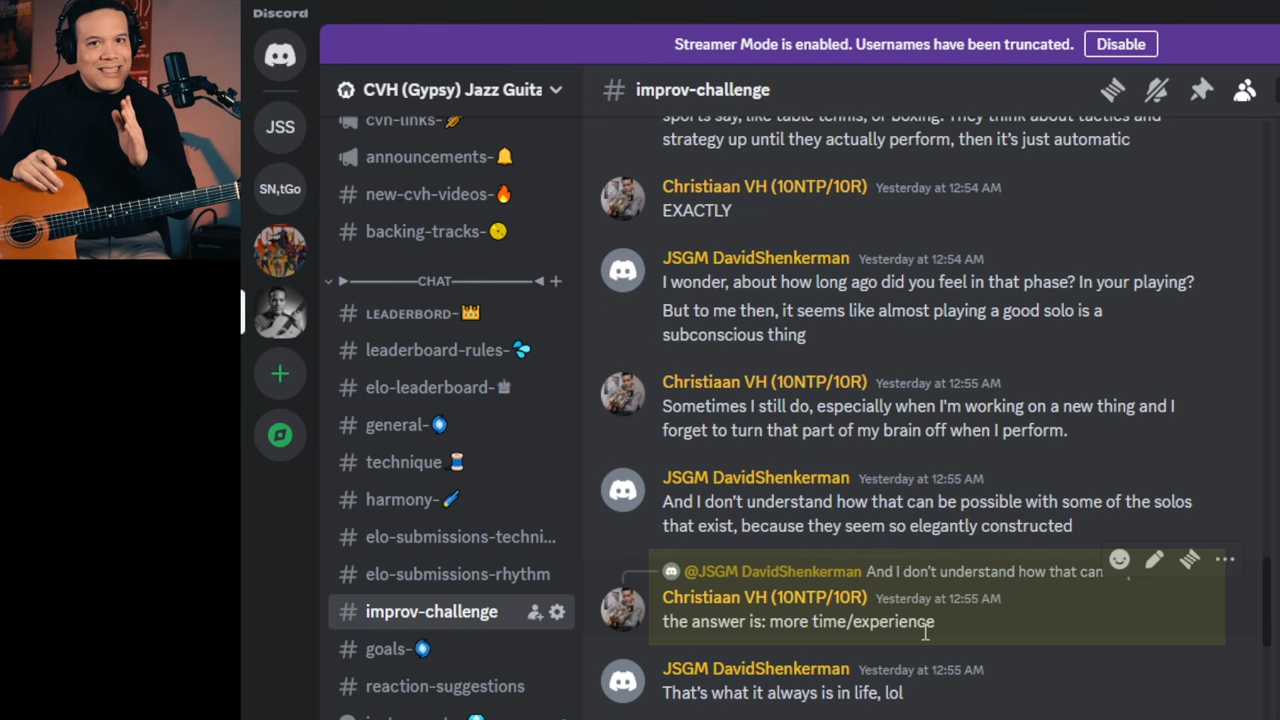 Discord
Streamer Mode is enabled. Usernames have been truncated.
Disable
JSS
SN,tGo
CVH (Gypsy) Jazz Guita
cvh-links-
announcements-
new-cvh-videos-
backing-tracks-
CHAT
LEADERBORD-
leaderboard-rules-
elo-leaderboard-
general-
technique
harmony-
elo-submissions-techni...
elo-submissions-rhythm
improv-challenge
goals-
reaction-suggestions
# improv-challenge
sports say, like table tennis, or boxing. They think about tactics and
strategy up until they actually perform, then it's just automatic
Christiaan VH (10NTP/10R) Yesterday at 12:54 AM
EXACTLY
JSGM DavidShenkerman Yesterday at 12:54 AM
I wonder, about how long ago did you feel in that phase? In your playing?
But to me then, it seems like almost playing a good solo is a
subconscious thing
Christiaan VH (10NTP/10R) Yesterday at 12:55 AM
Sometimes I still do, especially when I'm working on a new thing and I
forget to turn that part of my brain off when I perform.
JSGM DavidShenkerman Yesterday at 12:55 AM
And I don't understand how that can be possible with some of the solos
that exist, because they seem so elegantly constructed
@JSGM DavidShenkerman And I don't understand how that can
Christiaan VH (10NTP/10R) Yesterday at 12:55 AM
the answer is: more time/experience
JSGM DavidShenkerman Yesterday at 12:55 AM
That's what it always is in life, lol